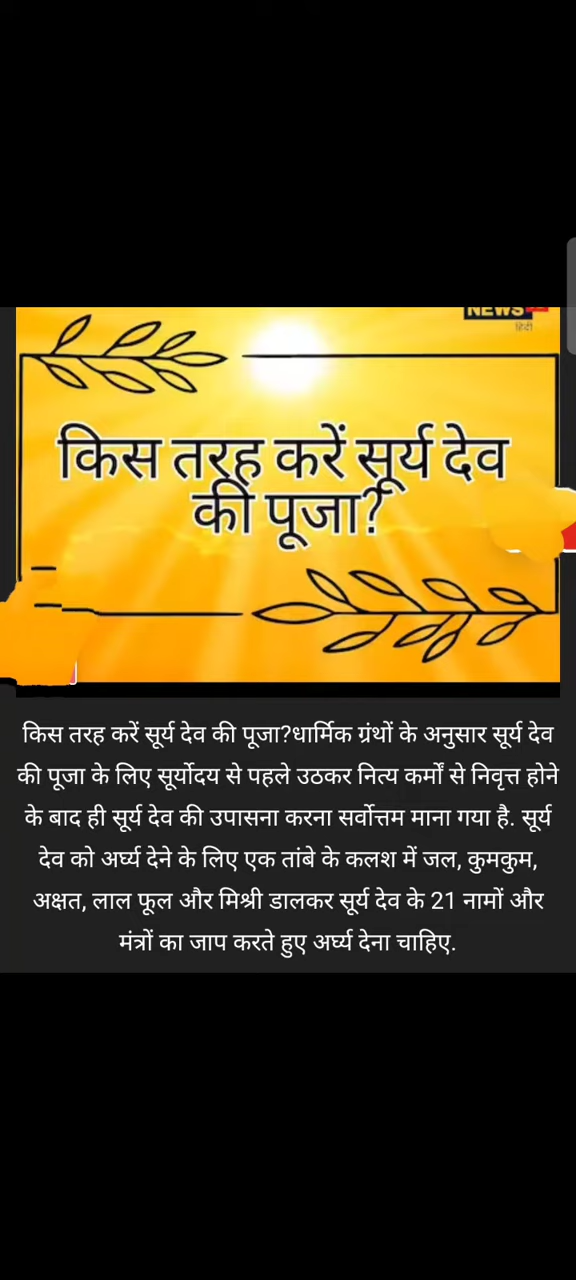 NEWS
हिंदी
किस तरह करें सूर्य देव
की पूजा?
किस तरह करें सूर्य देव की पूजा?धार्मिक ग्रंथों के अनुसार सूर्य देव
की पूजा के लिए सूर्योदय से पहले उठकर नित्य कर्मों से निवृत्त होने
के बाद ही सूर्य देव की उपासना करना सर्वोत्तम माना गया है. सूर्य
देव को अर्घ्य देने के लिए एक तांबे के कलश में जल, कुमकुम,
अक्षत, लाल फूल और मिश्री डालकर सूर्य देव के 21 नामों और
मंत्रों का जाप करते हुए अर्घ्य देना चाहिए.